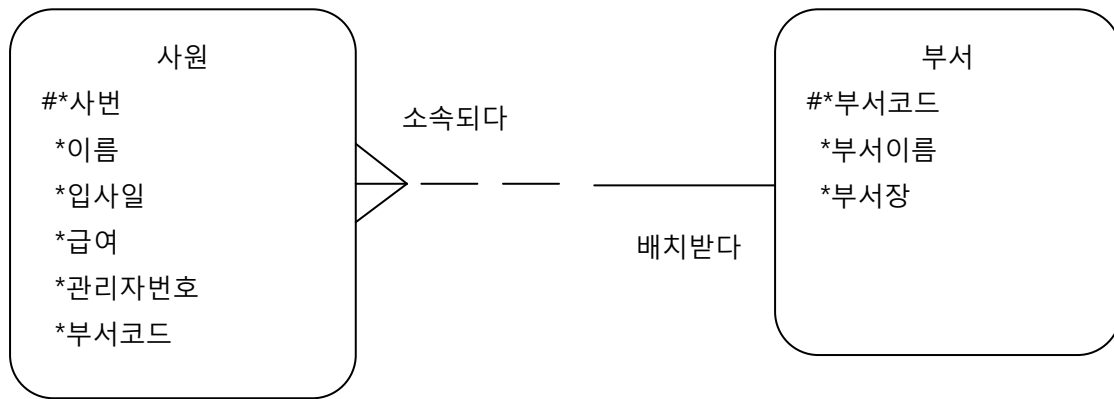 사원
#*사번
*이름
*입사일
*급여
*관리자번호
*부서코드
소속되다
배치받다
부서
#*부서코드
*부서이름
*부서장